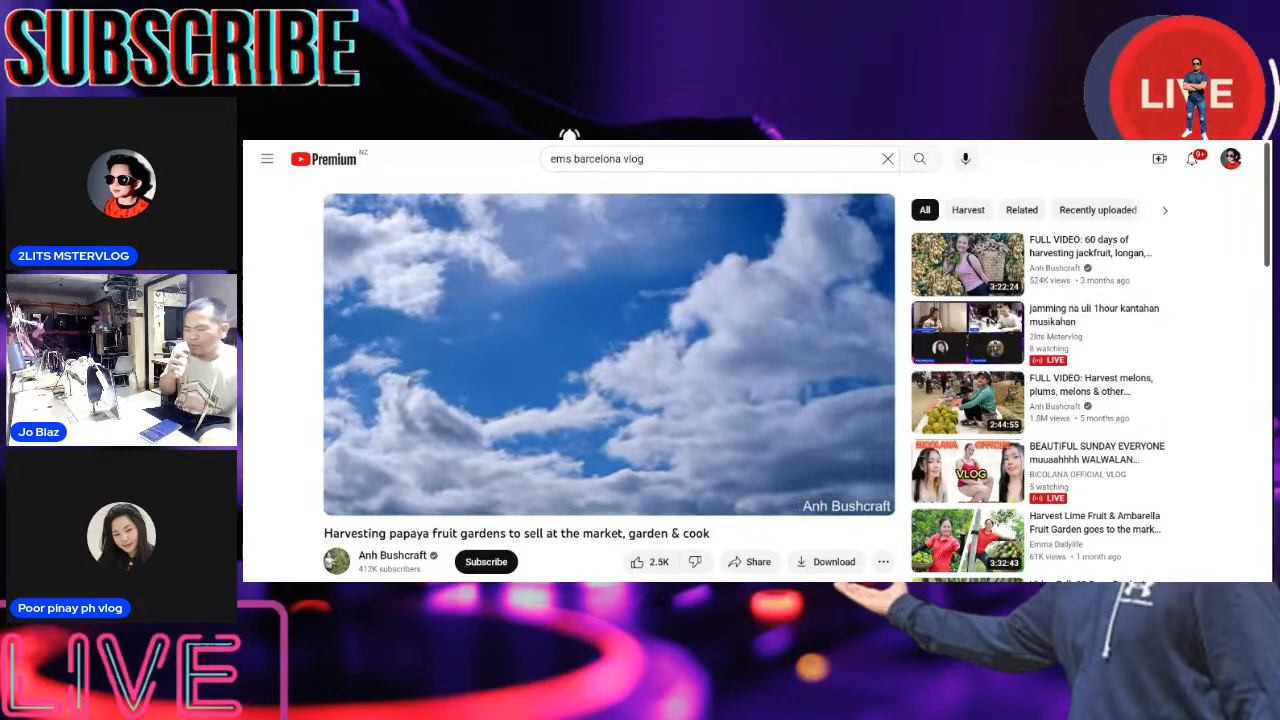 SUBSCRIBE
LIVE
2LITS MSTERVLOG
Jo Blaz
Poor pinay ph vlog
LIVE
Premium NZ
ems barcelona vlog
9+
Anh Bushcraft
Harvesting papaya fruit gardens to sell at the market, garden & cook
Anh Bushcraft
412K subscribers
Subscribe
2.5K
Share
Download
All
Harvest
Related
Recently uploaded
3:22:24
FULL VIDEO: 60 days of
harvesting jackfruit, longan,...
Anh Bushcraft
524K views • 3 months ago
jamming na uli 1hour kantahan
musikahan
2lits Mstervlog
8 watching
LIVE
2:44:55
FULL VIDEO: Harvest melons,
plums, melons & other...
Anh Bushcraft
1.8M views • 5 months ago
BICOLANA OFFICIAL
VLOG
BEAUTIFUL SUNDAY EVERYONE
muuaahhhh WALWALAN...
BICOLANA OFFICIAL VLOG
5 watching
LIVE
3:32:43
Harvest Lime Fruit & Ambarella
Fruit Garden goes to the mark...
Emma Dailylife
61K views • 1 month ago